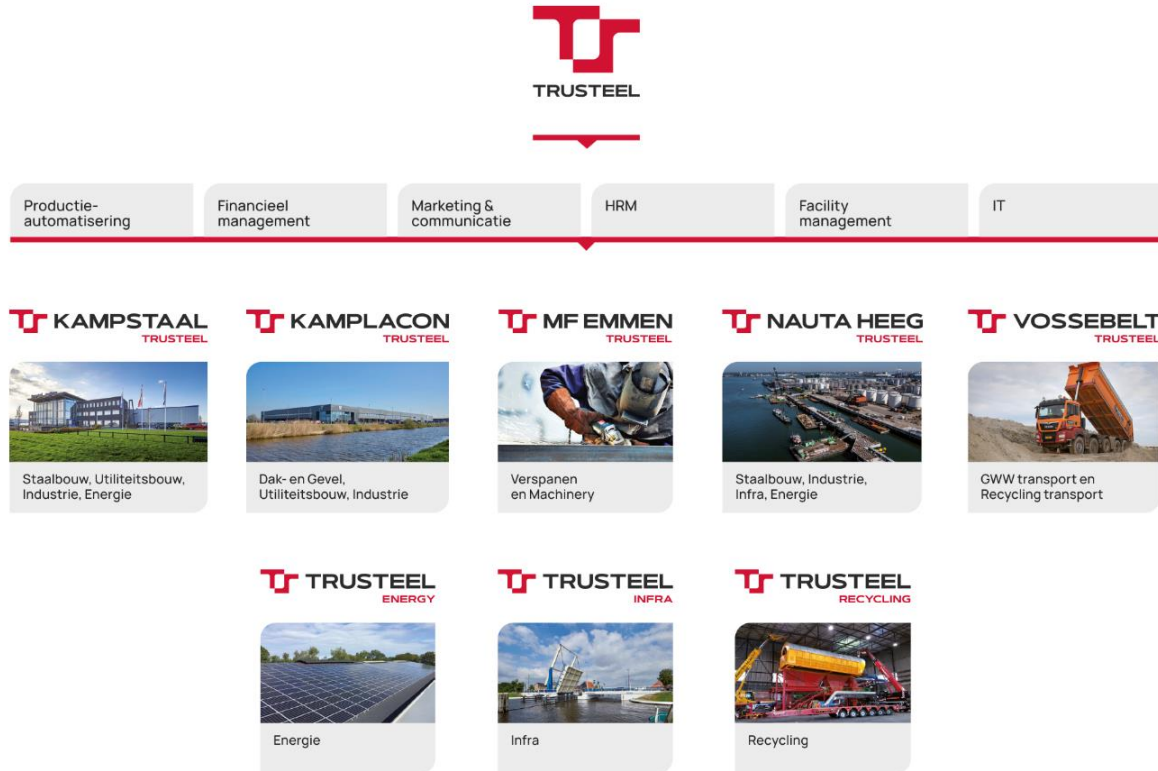 TRUSTEEL
Productie-
automatisering
Financieel
management
Marketing &
communicatie
HRM
Facility
management
IT
KAMPSTAAL
TRUSTEEL
KAMPLACON
TRUSTEEL
MF EMMEN
TRUSTEEL
NAUTA HEEG
TRUSTEEL
VOSSEBELT
TRUSTEEL
Staalbouw, Utiliteitsbouw,
Industrie, Energie
Dak- en Gevel,
Utiliteitsbouw, Industrie
Verspanen
en Machinery
Staalbouw, Industrie,
Infra, Energie
GWW transport en
Recycling transport
TRUSTEEL
ENERGY
TRUSTEEL
INFRA
TRUSTEEL
RECYCLING
Energie
Infra
Recycling